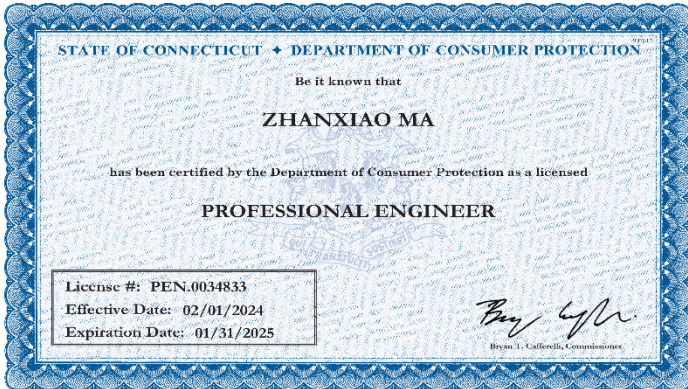 STATE OF CONNECTICUT ✦ DEPARTMENT OF CONSUMER PROTECTION
Be it known that
ZHANXIAO MA
has been certified by the Department of Consumer Protection as a licensed
PROFESSIONAL ENGINEER
License #: PEN.0034833
Effective Date: 02/01/2024
Expiration Date: 01/31/2025
Bryan T. Cafferelli, Commissioner